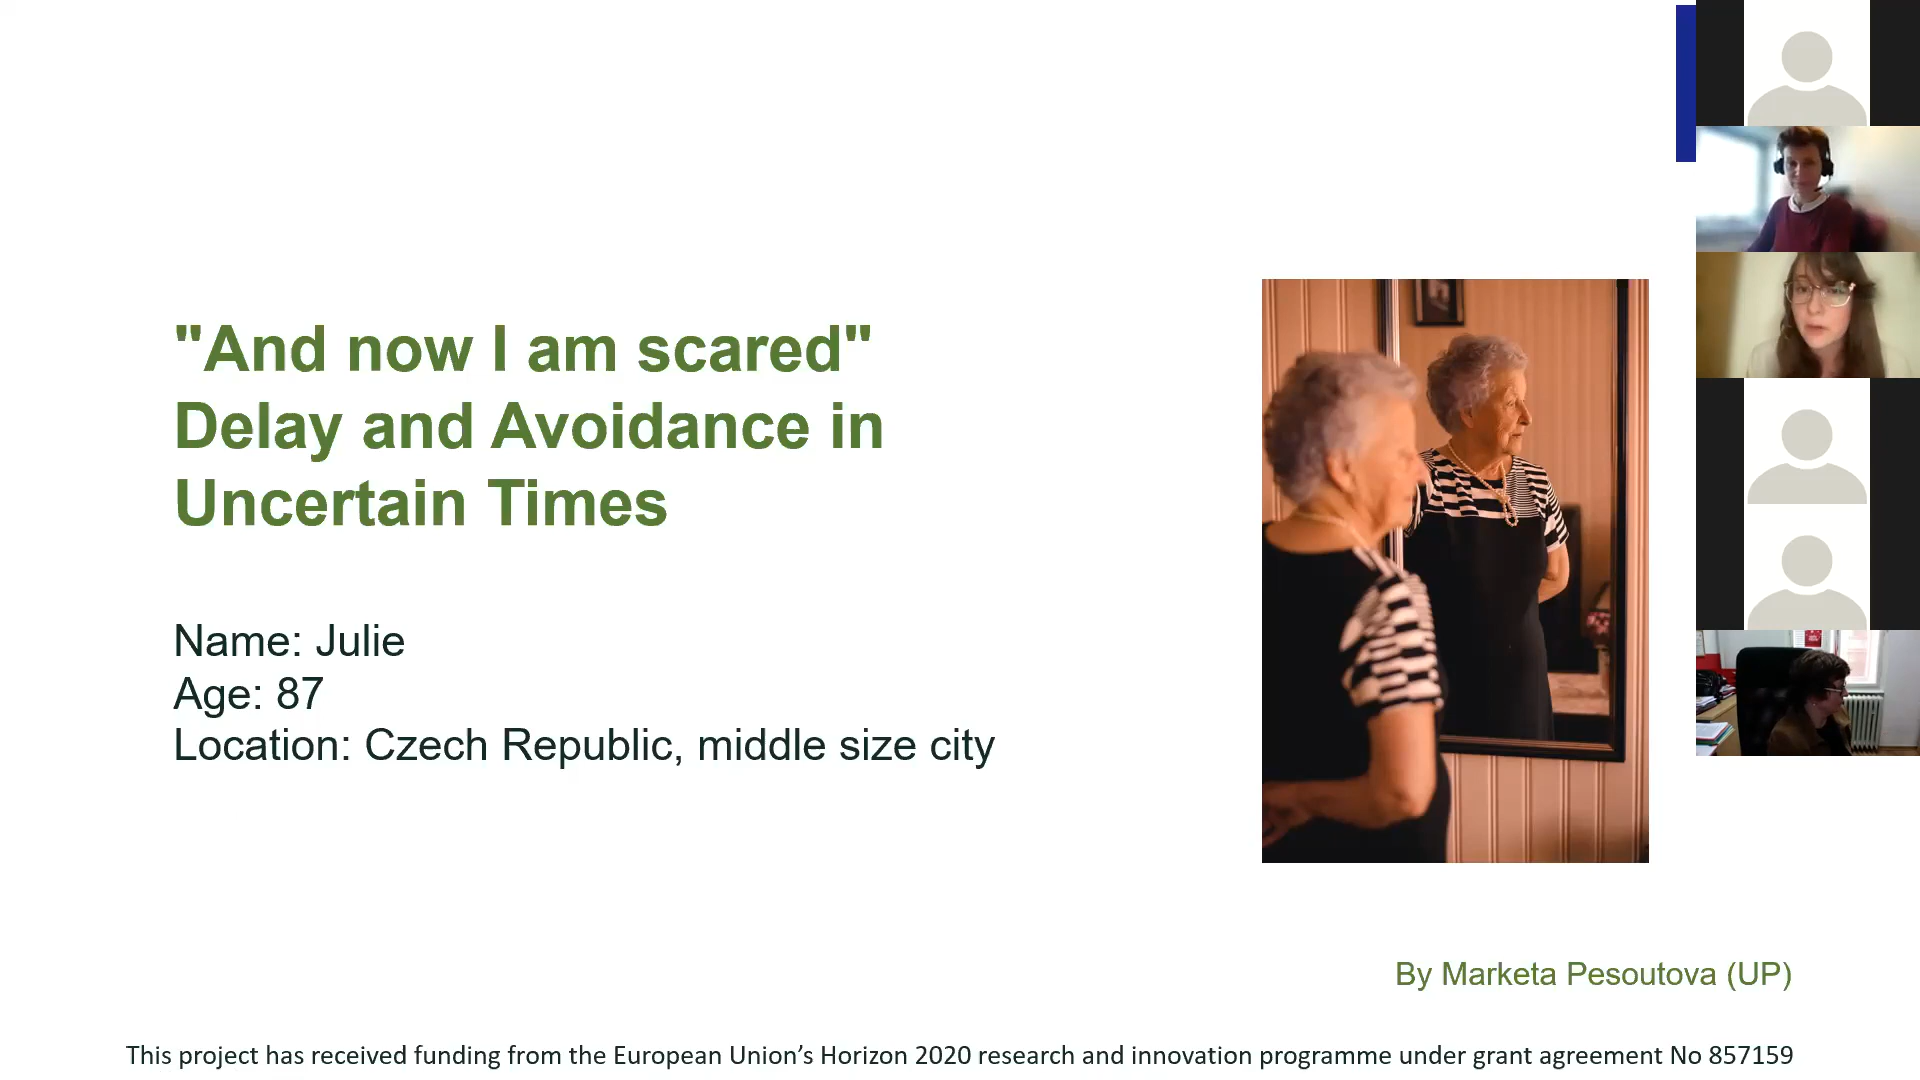 "And now I am scared"
Delay and Avoidance in
Uncertain Times
Name: Julie
Age: 87
Location: Czech Republic, middle size city
By Marketa Pesoutova (UP)
This project has received funding from the European Union’s Horizon 2020 research and innovation programme under grant agreement No 857159